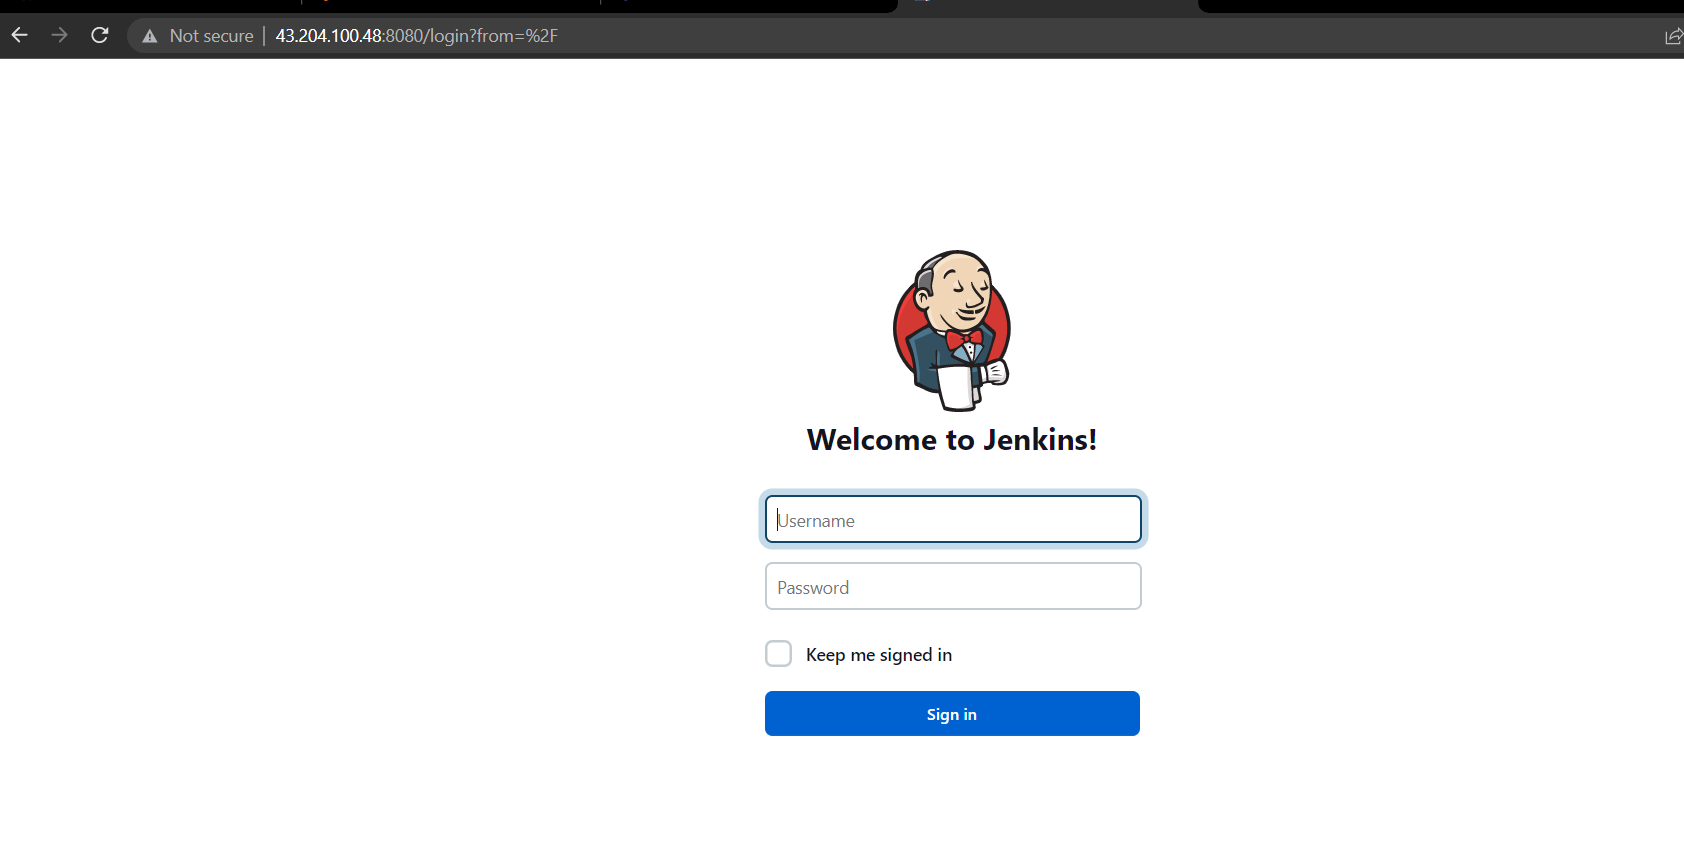 Not secure | 43.204.100.48:8080/login?from=%2F
Welcome to Jenkins!
Username
Password
Keep me signed in
Sign in